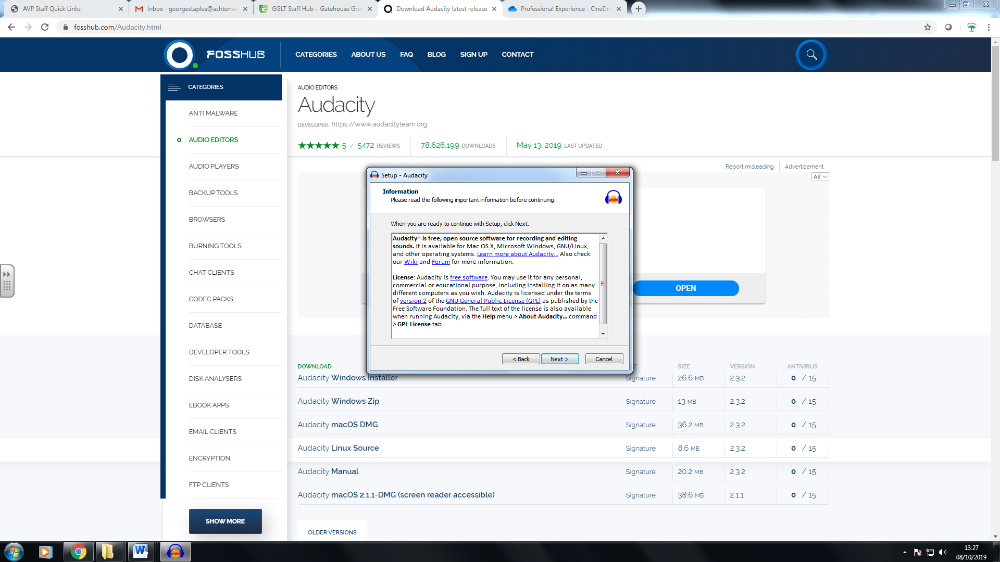 AVP Staff Quick Links
Inbox - georgestaples@ashtonva
GGLT Staff Hub – Gatehouse Gree
Download Audacity latest release
Professional Experience - OneDri
fosshub.com/Audacity.html
FOSSHUB
CATEGORIES ABOUT US FAQ BLOG SIGN UP CONTACT
CATEGORIES
ANTI MALWARE
AUDIO EDITORS
AUDIO PLAYERS
BACKUP TOOLS
BROWSERS
BURNING TOOLS
CHAT CLIENTS
CODEC PACKS
DATABASE
DEVELOPER TOOLS
DISK ANALYSERS
EBOOK APPS
EMAIL CLIENTS
ENCRYPTION
FTP CLIENTS
SHOW MORE
AUDIO EDITORS
Audacity
DEVELOPER: https://www.audacityteam.org
5 / 5472 REVIEWS 78,626,199 DOWNLOADS May 13, 2019 LAST UPDATED
Report misleading Advertisement
Ad
OPEN
Setup - Audacity
Information
Please read the following important information before continuing.
When you are ready to continue with Setup, click Next.
Audacity® is free, open source software for recording and editing
sounds. It is available for Mac OS X, Microsoft Windows, GNU/Linux,
and other operating systems. Learn more about Audacity... Also check
our Wiki and Forum for more information.
License: Audacity is free software. You may use it for any personal,
commercial or educational purpose, including installing it on as many
different computers as you wish. Audacity is licensed under the terms
of version 2 of the GNU General Public License (GPL) as published by the
Free Software Foundation. The full text of the license is also available
when running Audacity, via the Help menu > About Audacity... command
> GPL License tab.
< Back Next > Cancel
DOWNLOAD SIZE VERSION ANTIVIRUS
Audacity Windows Installer Signature 26.6 MB 2.3.2 0 / 15
Audacity Windows Zip Signature 13 MB 2.3.2 0 / 15
Audacity macOS DMG Signature 36.2 MB 2.3.2 0 / 15
Audacity Linux Source Signature 8.6 MB 2.3.2 0 / 15
Audacity Manual Signature 20.2 MB 2.3.2 0 / 15
Audacity macOS 2.1.1-DMG (screen reader accessible) Signature 38.6 MB 2.1.1 0 / 15
OLDER VERSIONS
13:27
08/10/2019